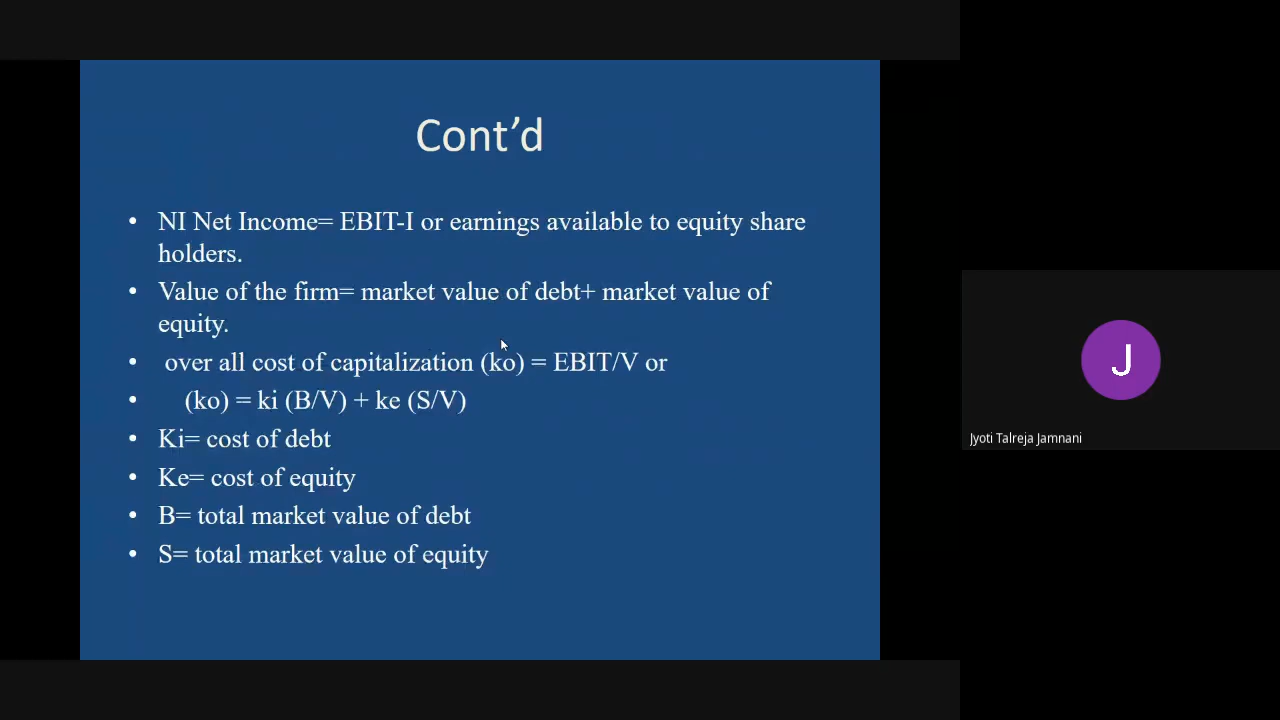 Cont’d
• NI Net Income= EBIT-I or earnings available to equity share
holders.
• Value of the firm= market value of debt+ market value of
equity.
• over all cost of capitalization (ko) = EBIT/V or
• (ko) = ki (B/V) + ke (S/V)
• Ki= cost of debt
• Ke= cost of equity
• B= total market value of debt
• S= total market value of equity
J
Jyoti Talreja Jamnani